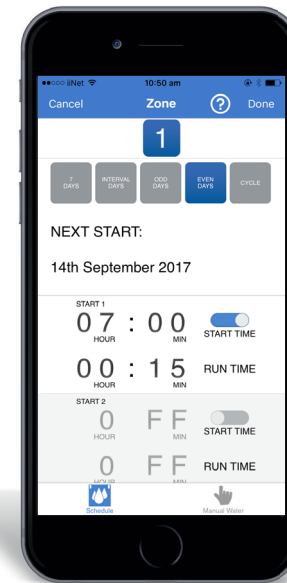 iiNet 10:50 am
Cancel Zone ? Done
1
7 DAYS INTERVAL DAYS ODD DAYS EVEN DAYS CYCLE
NEXT START:
14th September 2017
START 1
07 : 00 START TIME
HOUR MIN
00 : 15 RUN TIME
HOUR MIN
START 2
0 FF START TIME
HOUR MIN
0 FF RUN TIME
HOUR MIN
Schedule Manual Water